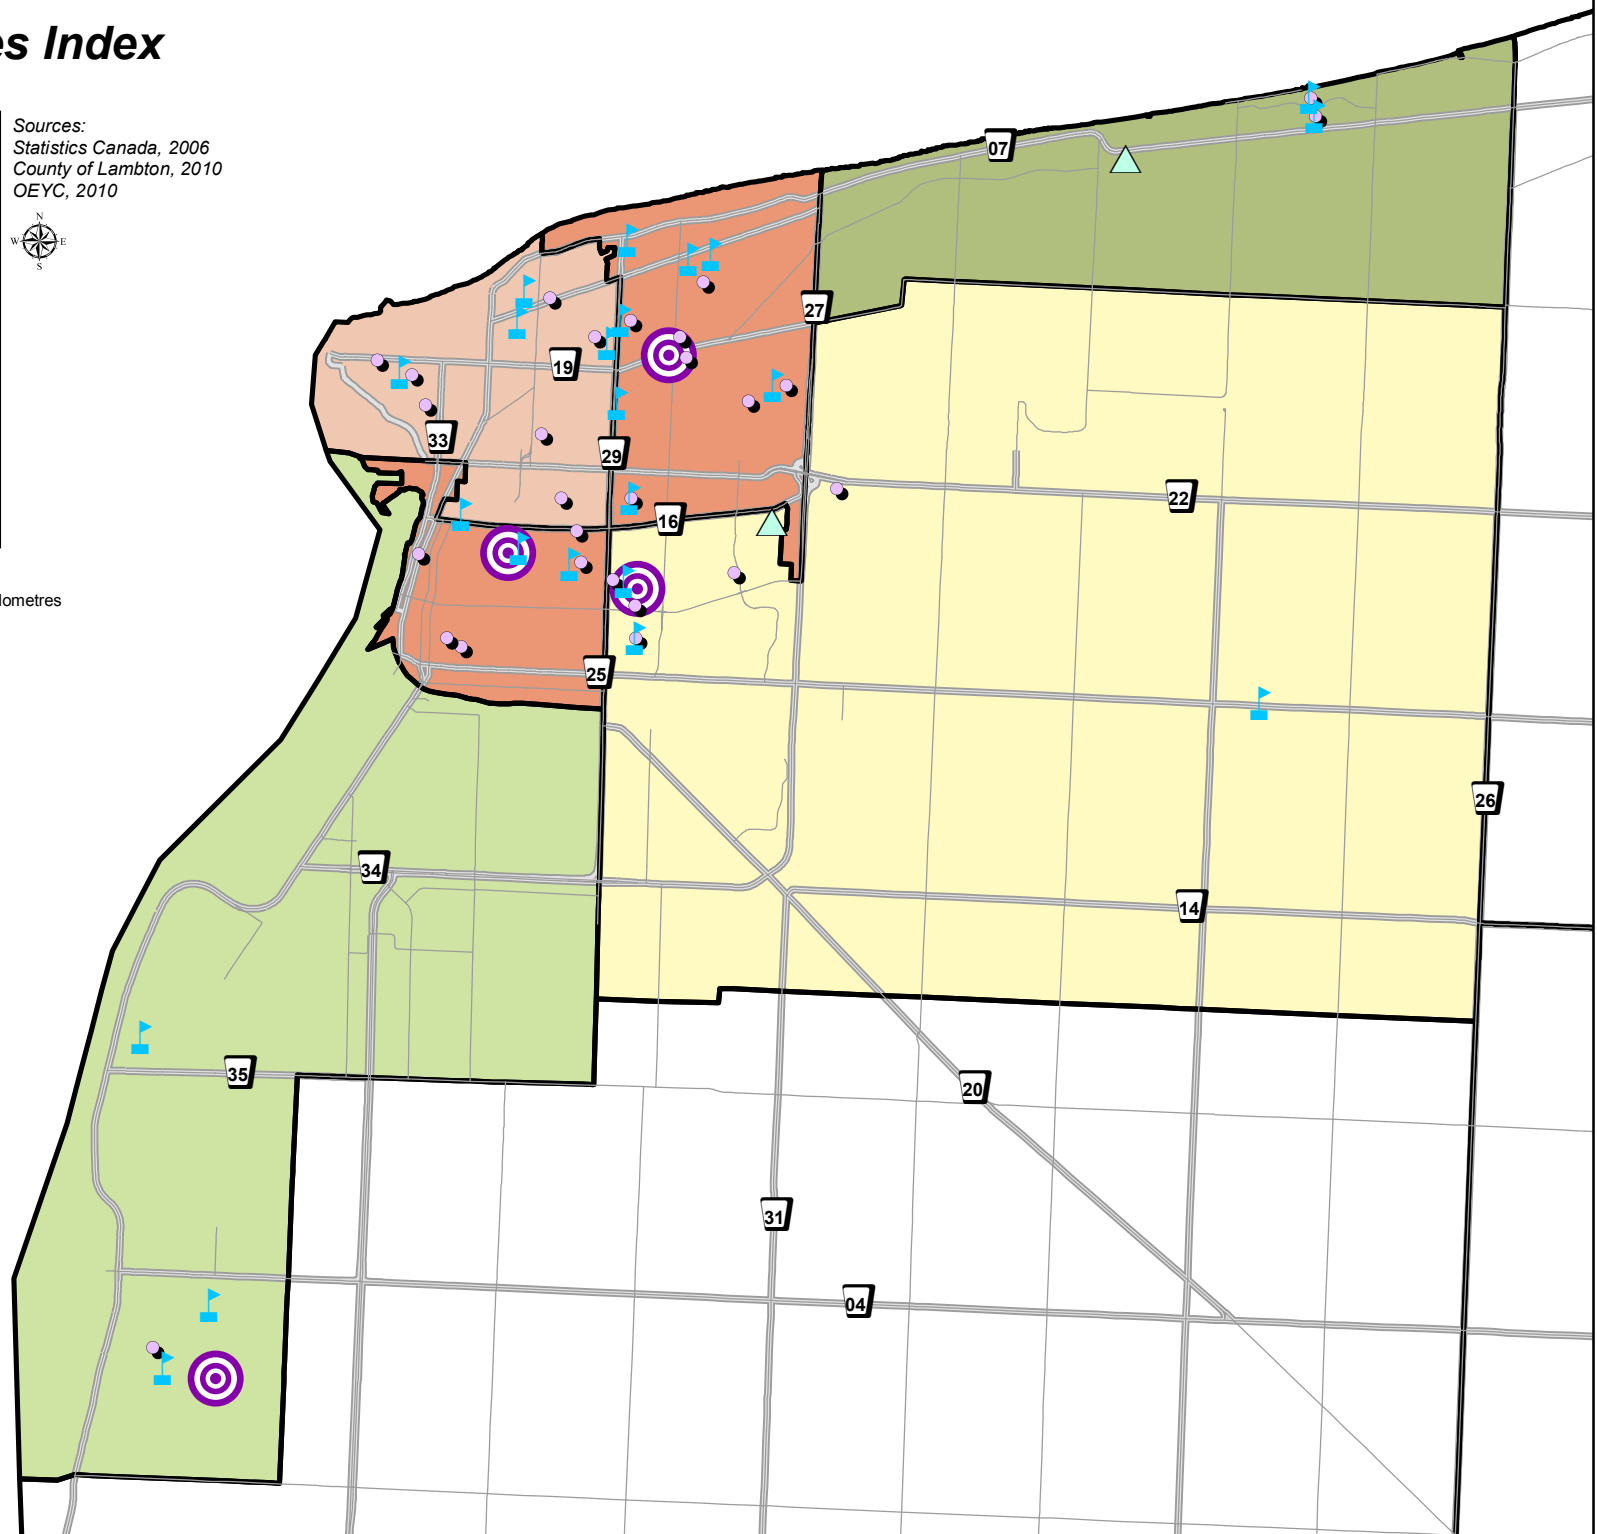 es Index
Sources:
Statistics Canada, 2006
County of Lambton, 2010
OEYC, 2010
N
W E
S
07
27
19
33
29
22
16
lometres
25
26
34
14
35
20
31
04